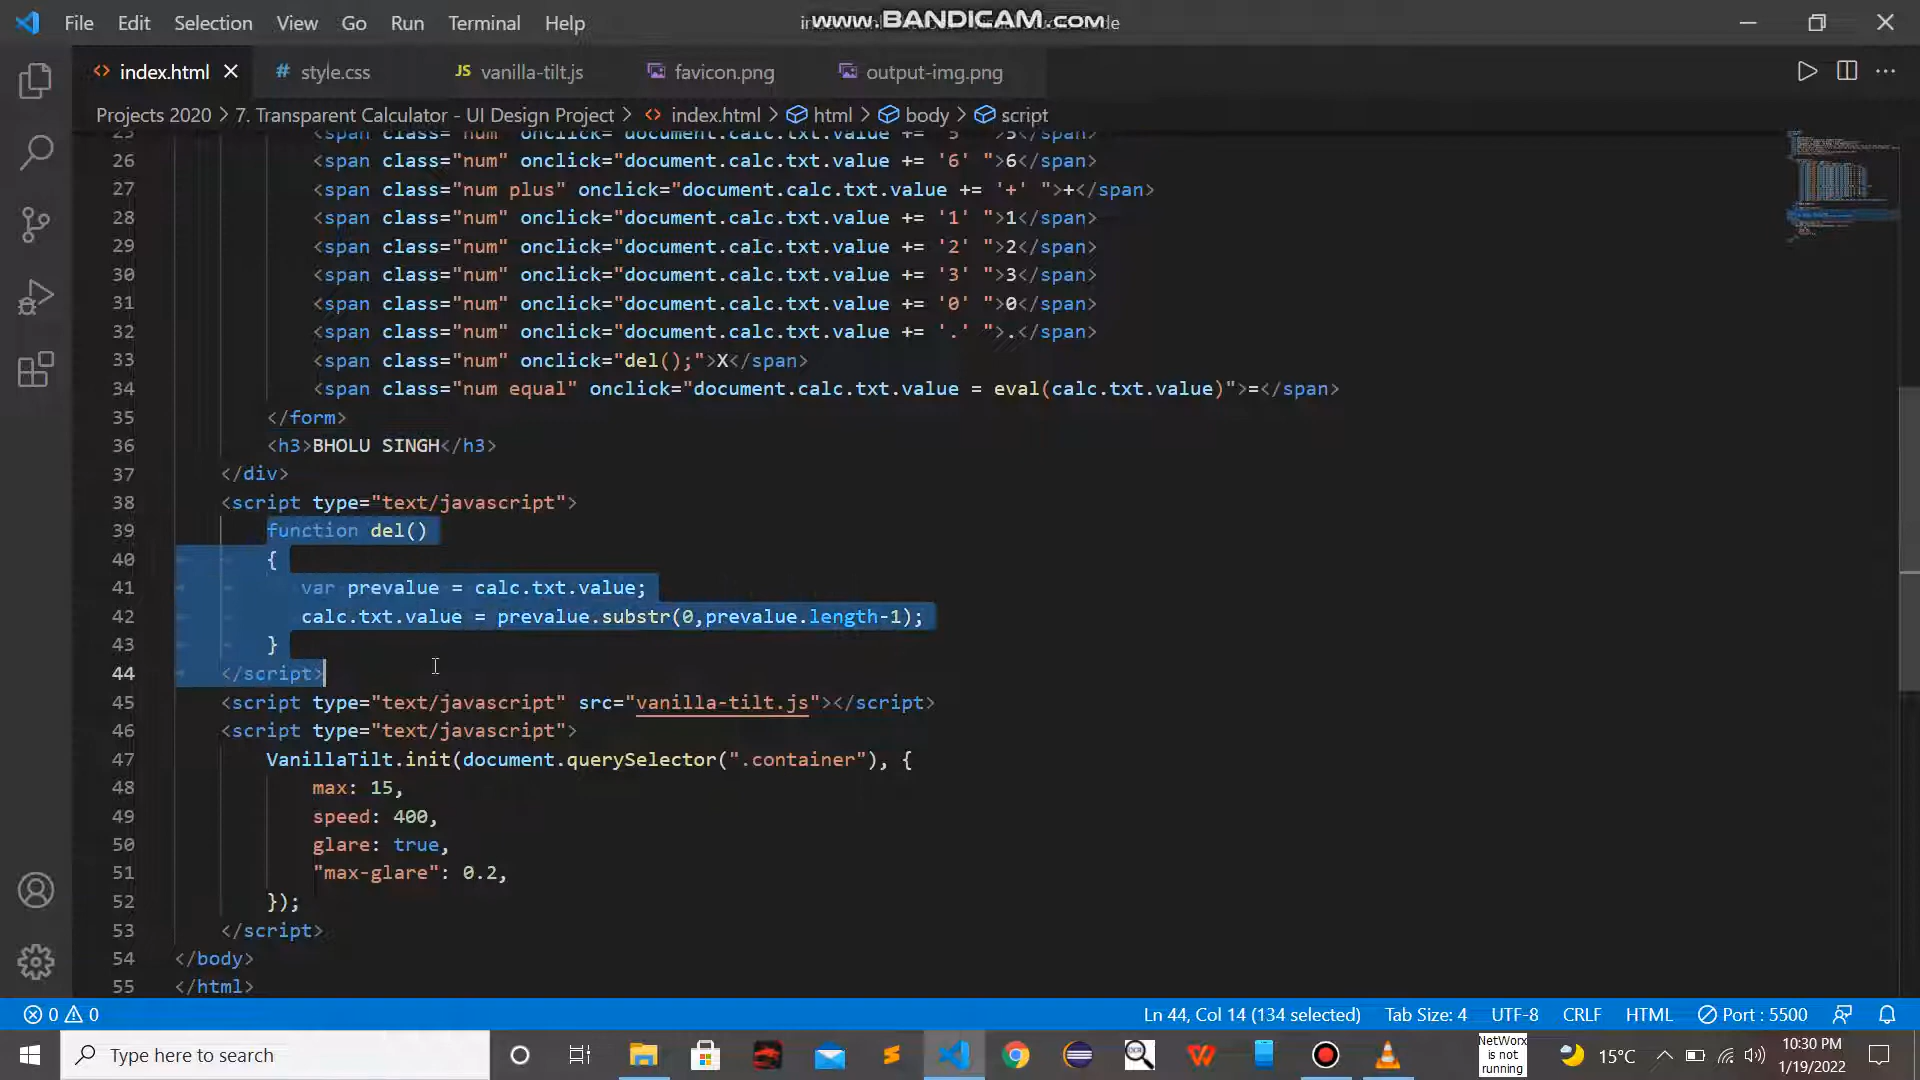 File Edit Selection View Go Run Terminal Help
www.BANDICAM.com
index.html style.css JS vanilla-tilt.js favicon.png output-img.png
Projects 2020 > 7. Transparent Calculator - UI Design Project > index.html > html > body > script
25 <span class="num" onclick="document.calc.txt.value += '5' ">5</span>
26 <span class="num" onclick="document.calc.txt.value += '6' ">6</span>
27 <span class="num plus" onclick="document.calc.txt.value += '+' ">+</span>
28 <span class="num" onclick="document.calc.txt.value += '1' ">1</span>
29 <span class="num" onclick="document.calc.txt.value += '2' ">2</span>
30 <span class="num" onclick="document.calc.txt.value += '3' ">3</span>
31 <span class="num" onclick="document.calc.txt.value += '0' ">0</span>
32 <span class="num" onclick="document.calc.txt.value += '.' ">.</span>
33 <span class="num" onclick="del();">X</span>
34 <span class="num equal" onclick="document.calc.txt.value = eval(calc.txt.value)">=</span>
35 </form>
36 <h3>BHOLU SINGH</h3>
37 </div>
38 <script type="text/javascript">
39 function del()
40 {
41 var prevalue = calc.txt.value;
42 calc.txt.value = prevalue.substr(0,prevalue.length-1);
43 }
44 </script>
45 <script type="text/javascript" src="vanilla-tilt.js"></script>
46 <script type="text/javascript">
47 VanillaTilt.init(document.querySelector(".container"), {
48 max: 15,
49 speed: 400,
50 glare: true,
51 "max-glare": 0.2,
52 });
53 </script>
54 </body>
55 </html>
0 0 Ln 44, Col 14 (134 selected) Tab Size: 4 UTF-8 CRLF HTML Port : 5500
Type here to search
NetWorx is not running
15°C
10:30 PM
1/19/2022